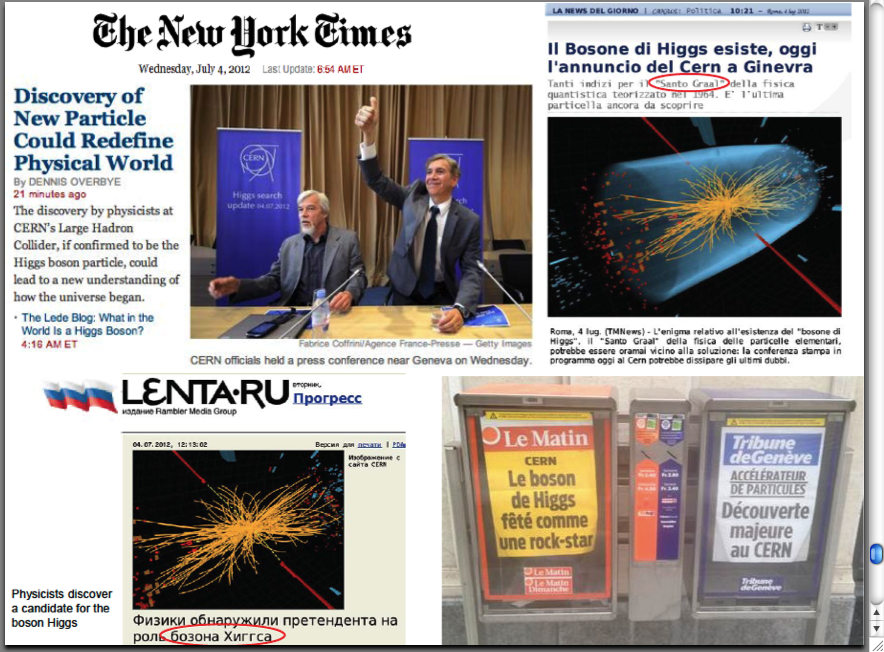 The New York Times
Wednesday, July 4, 2012 Last Update: 6:54 AM ET
Discovery of
New Particle
Could Redefine
Physical World
By DENNIS OVERBYE
21 minutes ago
The discovery by physicists at
CERN's Large Hadron
Collider, if confirmed to be the
Higgs boson particle, could
lead to a new understanding of
how the universe began.
• The Lede Blog: What in the
World Is a Higgs Boson?
4:16 AM ET
CERN
Higgs search
update 04.07.2012
Fabrice Coffrini/Agence France-Presse — Getty Images
CERN officials held a press conference near Geneva on Wednesday.
LA NEWS DEL GIORNO | Politica 10:21 - Roma, 4 lug 2012
Il Bosone di Higgs esiste, oggi
l'annuncio del Cern a Ginevra
Tanti indizi per il "Santo Graal" della fisica
quantistica teorizzato nel 1964. E' l'ultima
particella ancora da scoprire
Roma, 4 lug. (TMNews) - L'enigma relativo all'esistenza del "bosone di
Higgs", il "Santo Graal" della fisica delle particelle elementari,
potrebbe essere ormai vicino alla soluzione: la conferenza stampa in
programma oggi al Cern potrebbe dissipare gli ultimi dubbi.
LENTA·RU
издание Rambler Media Group
вторник,
Прогресс
04.07.2012, 12:13:02 Версия для печати | PDA
Изображение с
сайта CERN
Физики обнаружили претендента на
роль бозона Хиггса
Physicists discover
a candidate for the
boson Higgs
Le Matin
CERN
Le boson
de Higgs
fêté comme
une rock-star
Le Matin
Le Matin
Dimanche
Tribune
deGenève
ACCÉLÉRATEUR
DE PARTICULES
Découverte
majeure
au CERN
Tribune
deGenève